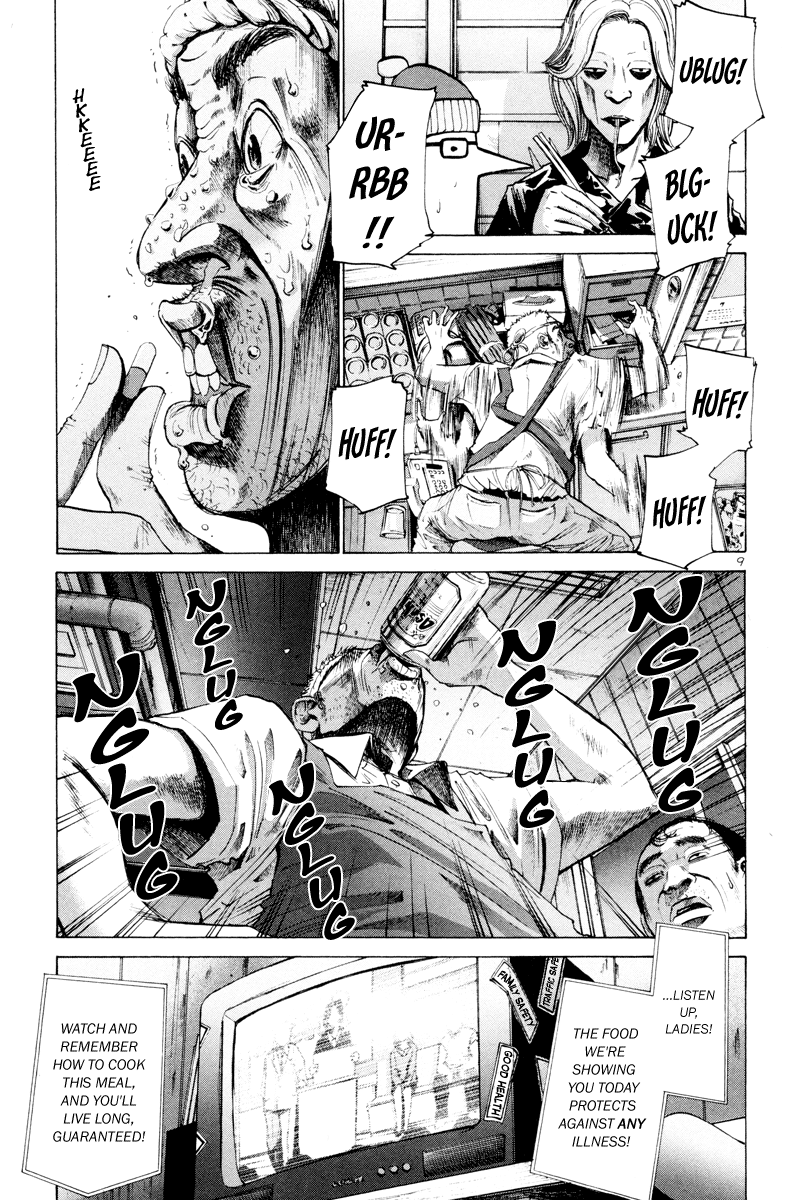 UBLUG!
BLG-
UCK!
UR-
RBB
!!
HKKEEEE
HUFF!
HUFF!
HUFF!
9
NGLUG
NGLUG
NGLUG
NGLUG
NGLUG
...LISTEN
UP,
LADIES!
THE FOOD
WE'RE
SHOWING
YOU TODAY
PROTECTS
AGAINST ANY
ILLNESS!
TRAFFIC SAFETY
FAMILY SAFETY
GOOD HEALTH!
WATCH AND
REMEMBER
HOW TO COOK
THIS MEAL,
AND YOU'LL
LIVE LONG,
GUARANTEED!